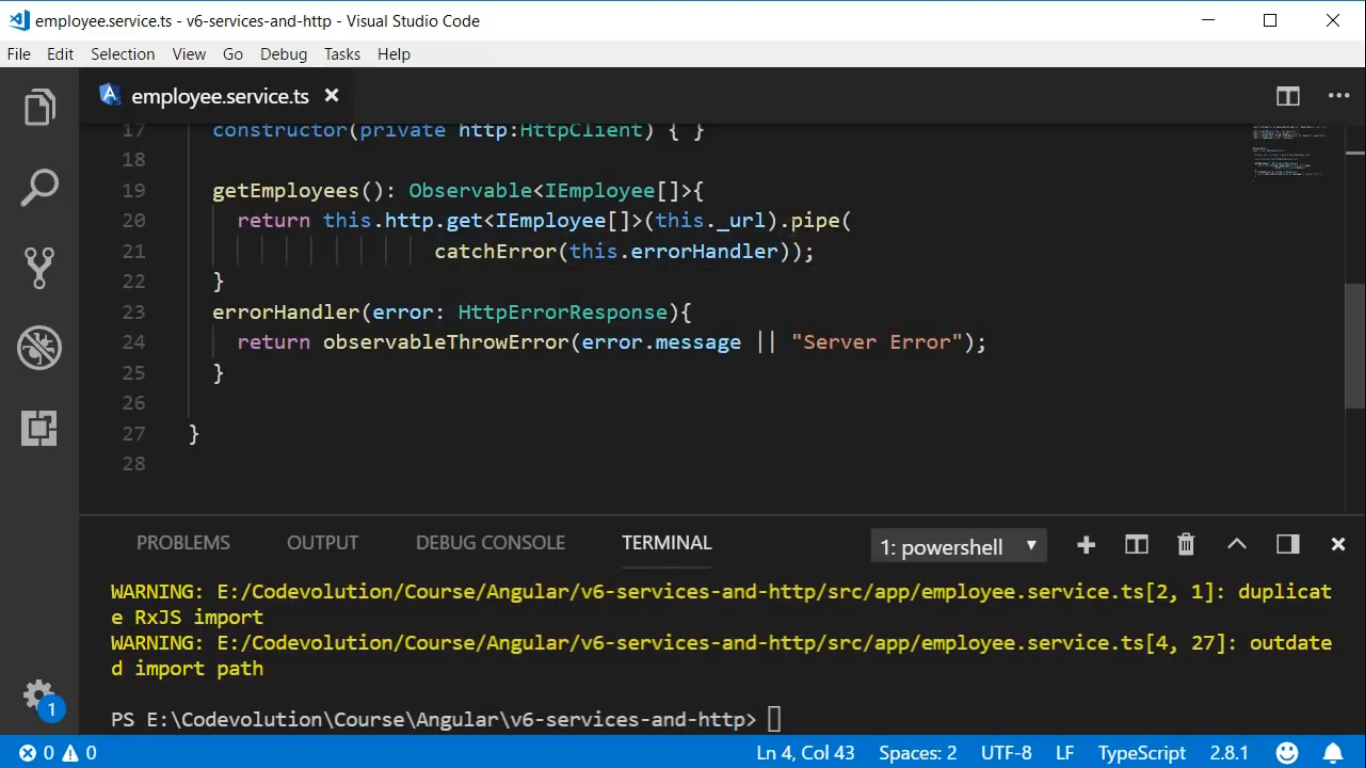 employee.service.ts - v6-services-and-http - Visual Studio Code
File Edit Selection View Go Debug Tasks Help
employee.service.ts
17 constructor(private http:HttpClient) { }
18
19 getEmployees(): Observable<IEmployee[]>{
20 return this.http.get<IEmployee[]>(this._url).pipe(
21 catchError(this.errorHandler));
22 }
23 errorHandler(error: HttpErrorResponse){
24 return observableThrowError(error.message || "Server Error");
25 }
26
27 }
28
PROBLEMS OUTPUT DEBUG CONSOLE TERMINAL 1: powershell
WARNING: E:/Codevolution/Course/Angular/v6-services-and-http/src/app/employee.service.ts[2, 1]: duplicat
e RxJS import
WARNING: E:/Codevolution/Course/Angular/v6-services-and-http/src/app/employee.service.ts[4, 27]: outdate
d import path
PS E:\Codevolution\Course\Angular\v6-services-and-http>
1
0 0 Ln 4, Col 43 Spaces: 2 UTF-8 LF TypeScript 2.8.1